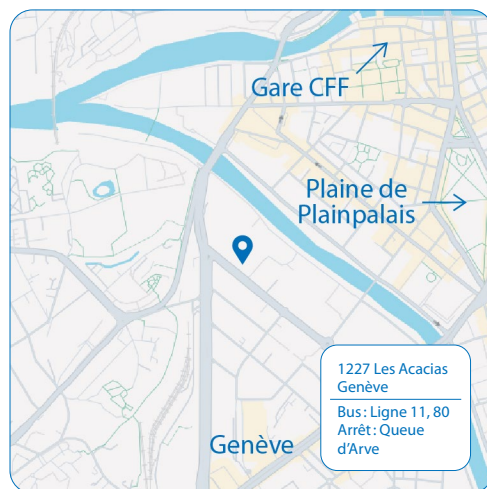 Gare CFF
Plaine de
Plainpalais
1227 Les Acacias
Genève
Bus : Ligne 11, 80
Arrêt : Queue
d’Arve
Genève